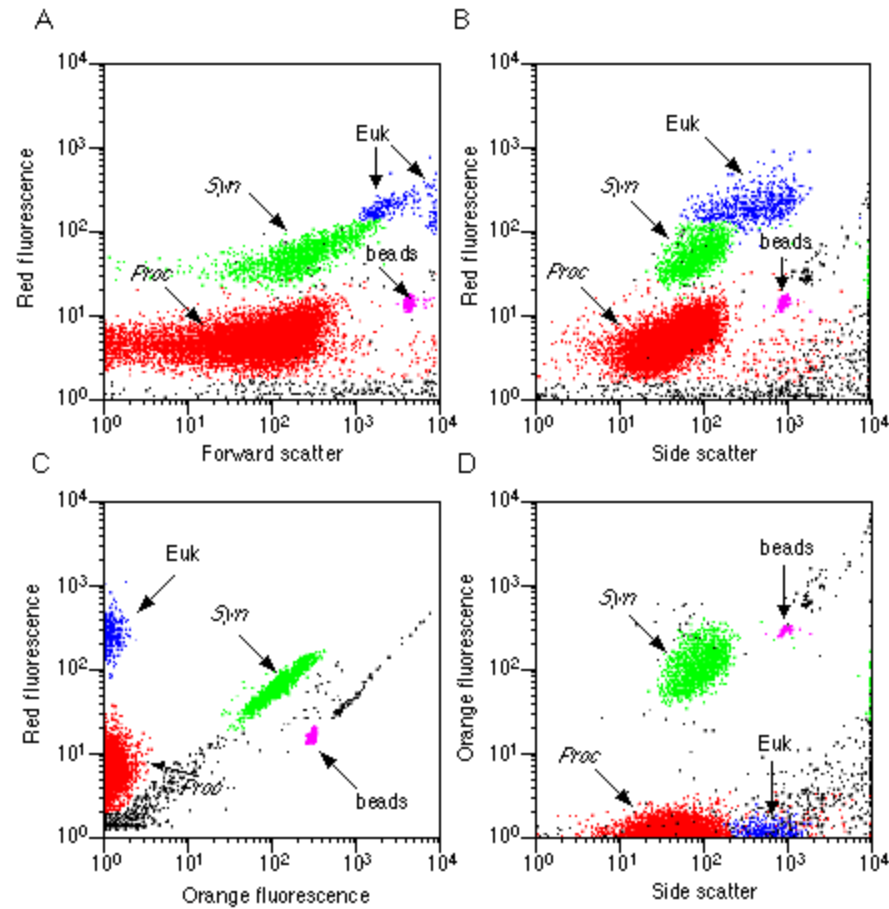 A
10⁴
10³
10²
10¹
10⁰
Red fluorescence
Euk
Syn
beads
Proc
10⁰ 10¹ 10² 10³ 10⁴
Forward scatter
B
10⁴
10³
10²
10¹
10⁰
Red fluorescence
Euk
Syn
beads
Proc
10⁰ 10¹ 10² 10³ 10⁴
Side scatter
C
10⁴
10³
10²
10¹
10⁰
Red fluorescence
Euk
Syn
Proc
beads
10⁰ 10¹ 10² 10³ 10⁴
Orange fluorescence
D
10⁴
10³
10²
10¹
10⁰
Orange fluorescence
beads
Syn
Proc
Euk
10⁰ 10¹ 10² 10³ 10⁴
Side scatter